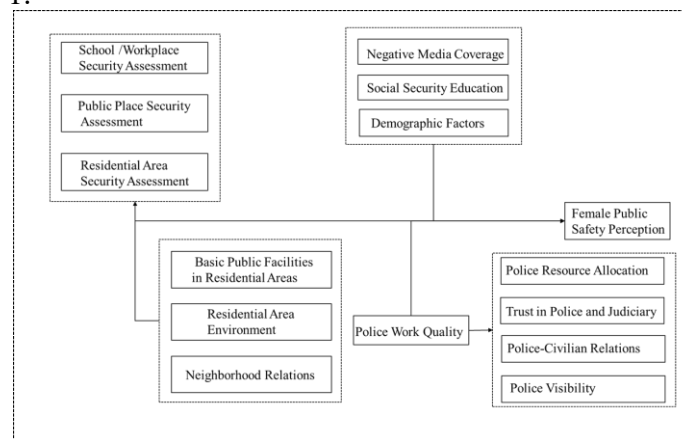 1.
School /Workplace
Security Assessment
Public Place Security
Assessment
Residential Area
Security Assessment
Negative Media Coverage
Social Security Education
Demographic Factors
Female Public
Safety Perception
Basic Public Facilities
in Residential Areas
Residential Area
Environment
Neighborhood Relations
Police Work Quality
Police Resource Allocation
Trust in Police and Judiciary
Police-Civilian Relations
Police Visibility